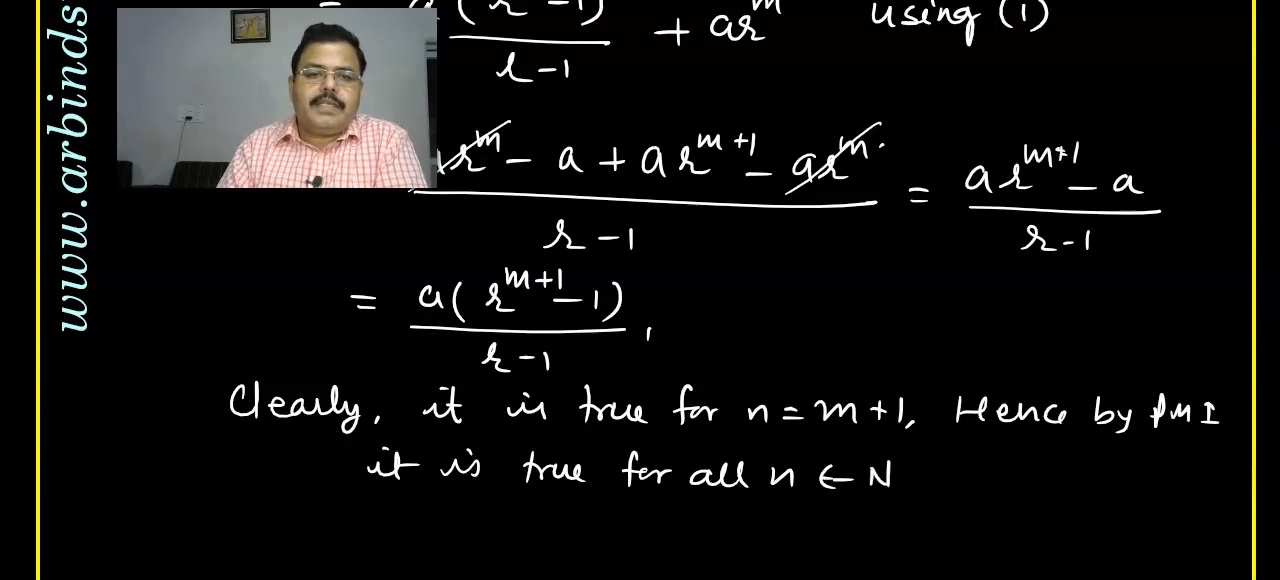 www.arbinds
= a(r -1) / r-1 + ar^m using (1)
r^m - a + ar^(m+1) - ar^m / r-1 = ar^(m+1) - a / r-1
= a(r^(m+1) -1) / r-1 .
Clearly, it is true for n=m+1, Hence by PMI
it is true for all n ∈ N